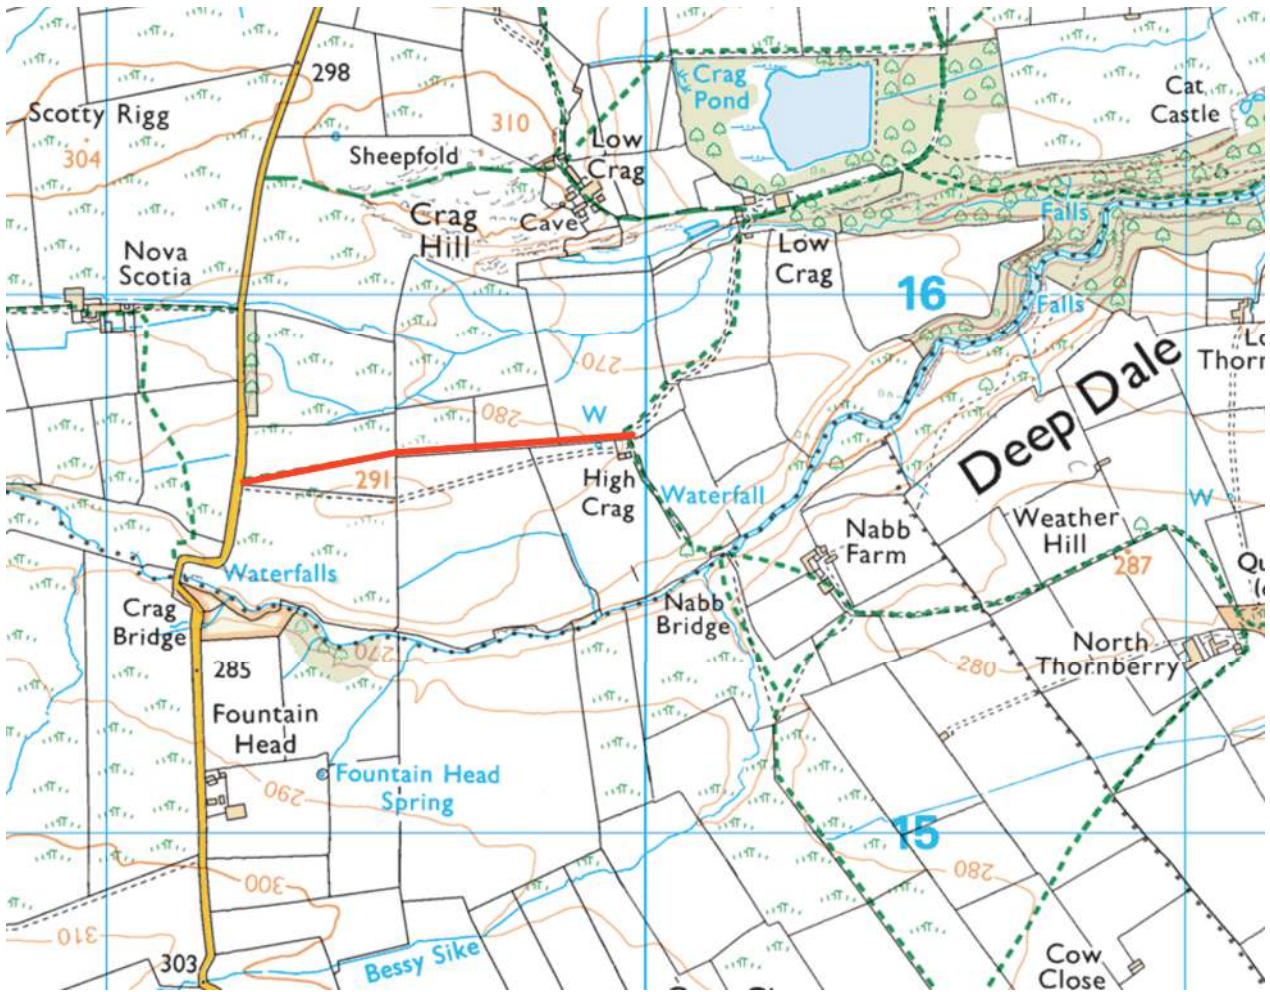 298
Crag
Pond
Cat
Castle
Scotty Rigg
304
310
Low
Crag
Sheepfold
Crag
Hill
Cave
Falls
Nova
Scotia
Low
Crag
16
Falls
Thorn
270
Deep Dale
280
W
291
High
Crag
Waterfall
W
Nabb
Farm
Weather
Hill
287
Waterfalls
Qu
Crag
Bridge
Nabb
Bridge
270
285
280
North
Thornberry
Fountain
Head
Fountain Head
Spring
290
15
280
300
310
303
Bessy Sike
Cow
Close